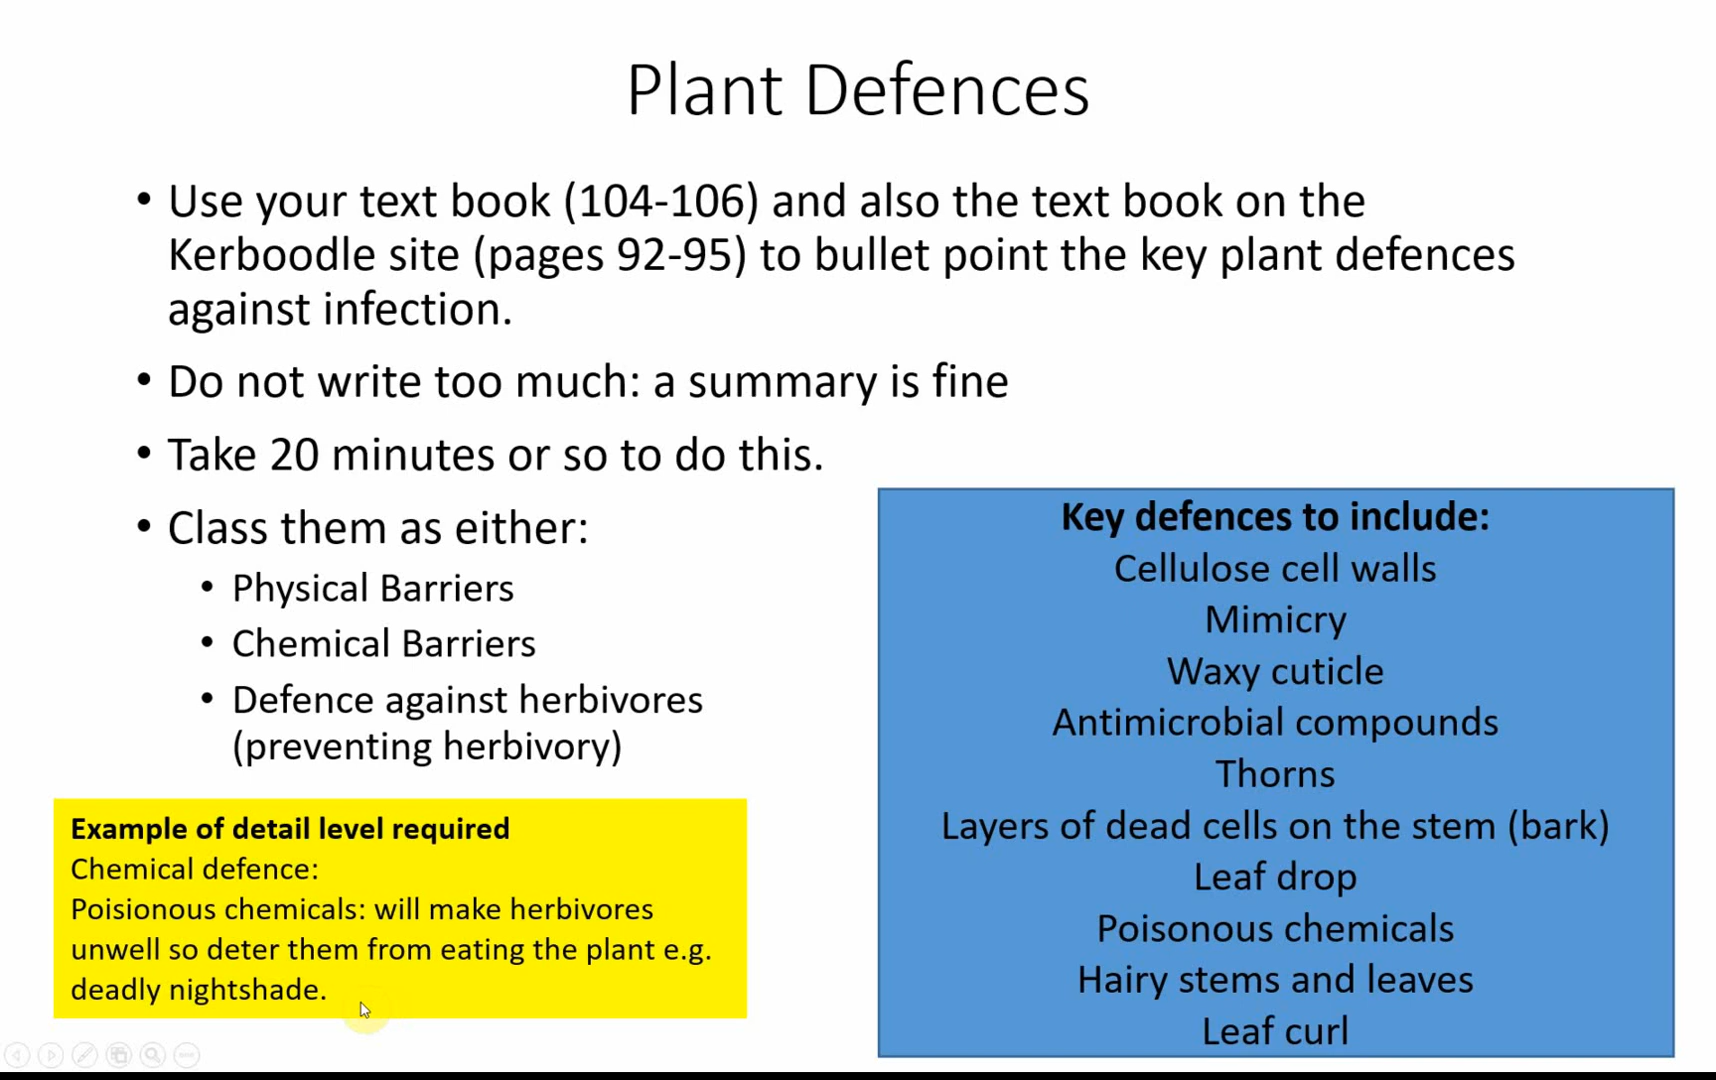 Plant Defences
• Use your text book (104-106) and also the text book on the
Kerboodle site (pages 92-95) to bullet point the key plant defences
against infection.
• Do not write too much: a summary is fine
• Take 20 minutes or so to do this.
• Class them as either:
• Physical Barriers
• Chemical Barriers
• Defence against herbivores
(preventing herbivory)
Example of detail level required
Chemical defence:
Poisionous chemicals: will make herbivores
unwell so deter them from eating the plant e.g.
deadly nightshade.
Key defences to include:
Cellulose cell walls
Mimicry
Waxy cuticle
Antimicrobial compounds
Thorns
Layers of dead cells on the stem (bark)
Leaf drop
Poisonous chemicals
Hairy stems and leaves
Leaf curl